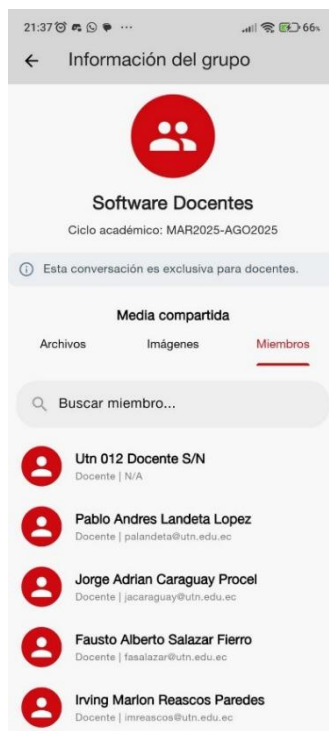 21:37 ... 66%
Información del grupo
Software Docentes
Ciclo académico: MAR2025-AGO2025
Esta conversación es exclusiva para docentes.
Media compartida
Archivos Imágenes Miembros
Buscar miembro...
Utn 012 Docente S/N
Docente | N/A
Pablo Andres Landeta Lopez
Docente | palandeta@utn.edu.ec
Jorge Adrian Caraguay Procel
Docente | jacaraguay@utn.edu.ec
Fausto Alberto Salazar Fierro
Docente | fasalazar@utn.edu.ec
Irving Marlon Reascos Paredes
Docente | imreascos@utn.edu.ec